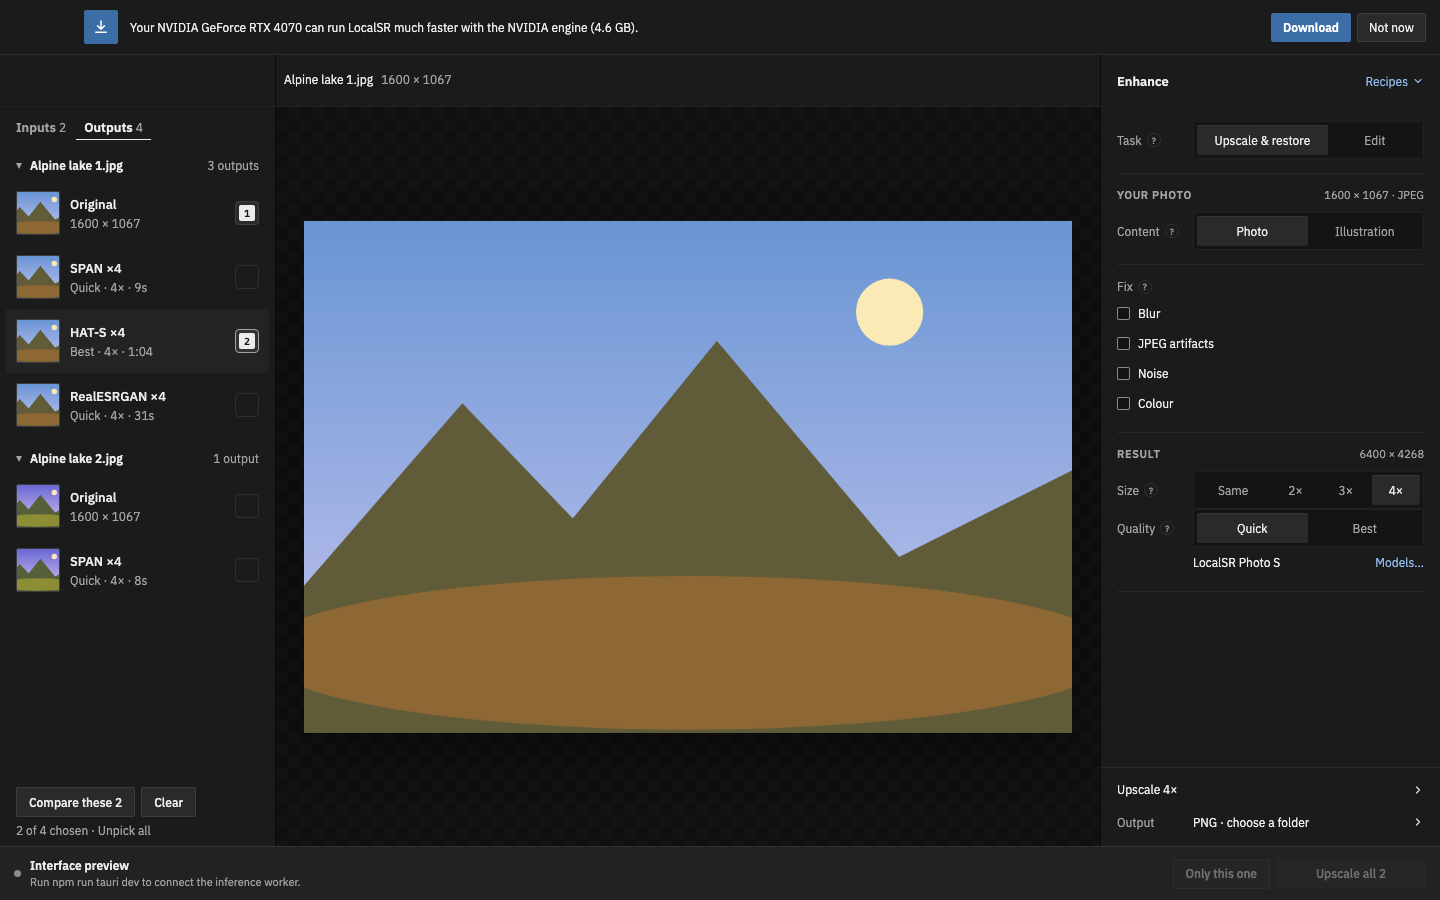 Your NVIDIA GeForce RTX 4070 can run LocalSR much faster with the NVIDIA engine (4.6 GB).
Download
Not now
Alpine lake 1.jpg 1600 × 1067
Enhance
Recipes
Inputs 2
Outputs 4
Alpine lake 1.jpg
3 outputs
Original
1600 × 1067
1
SPAN ×4
Quick · 4× · 9s
HAT-S ×4
Best · 4× · 1:04
2
RealESRGAN ×4
Quick · 4× · 31s
Alpine lake 2.jpg
1 output
Original
1600 × 1067
SPAN ×4
Quick · 4× · 8s
Compare these 2
Clear
2 of 4 chosen · Unpick all
Task ?
Upscale & restore
Edit
YOUR PHOTO
1600 × 1067 · JPEG
Content ?
Photo
Illustration
Fix ?
Blur
JPEG artifacts
Noise
Colour
RESULT
6400 × 4268
Size ?
Same
2×
3×
4×
Quality ?
Quick
Best
LocalSR Photo S
Models...
Upscale 4×
Output
PNG · choose a folder
Interface preview
Run npm run tauri dev to connect the inference worker.
Only this one
Upscale all 2